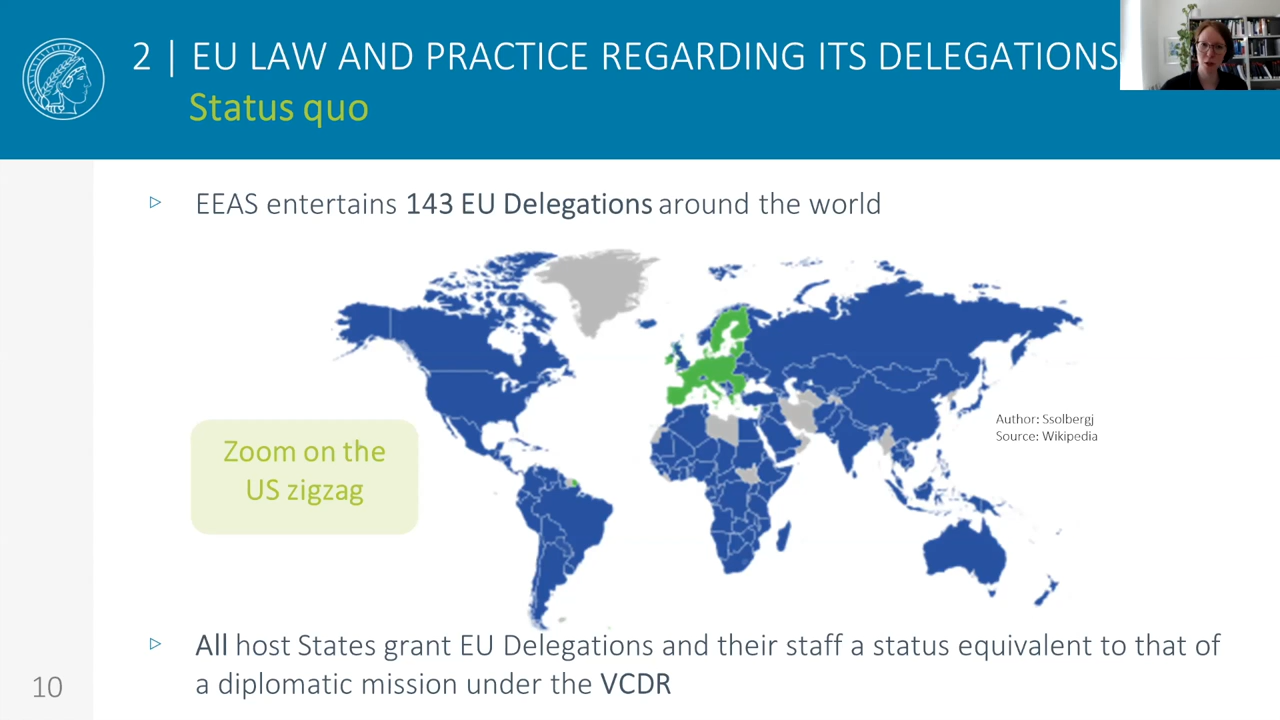 2 | EU LAW AND PRACTICE REGARDING ITS DELEGATIONS
Status quo
▷ EEAS entertains 143 EU Delegations around the world
Author: Ssolbergj
Source: Wikipedia
Zoom on the
US zigzag
▷ All host States grant EU Delegations and their staff a status equivalent to that of
a diplomatic mission under the VCDR
10